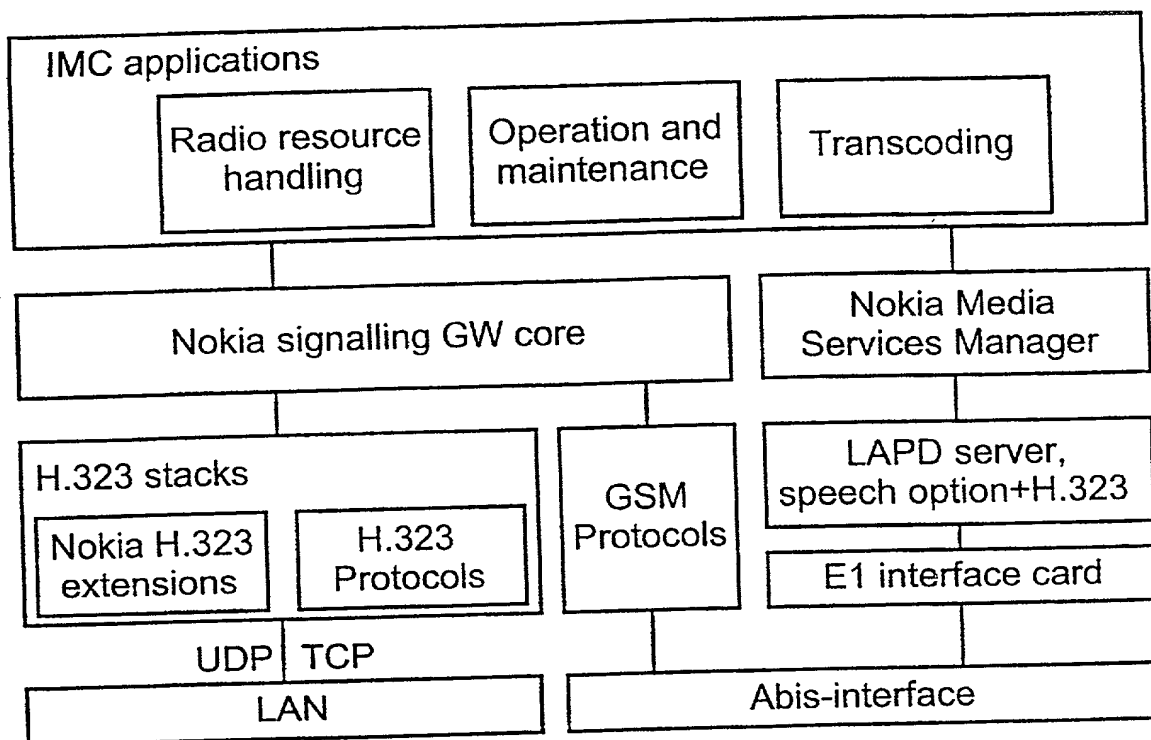 IMC applications
Radio resource
handling
Operation and
maintenance
Transcoding
Nokia signalling GW core
Nokia Media
Services Manager
H.323 stacks
Nokia H.323
extensions
H.323
Protocols
GSM
Protocols
LAPD server,
speech option+H.323
E1 interface card
UDP TCP
LAN
Abis-interface